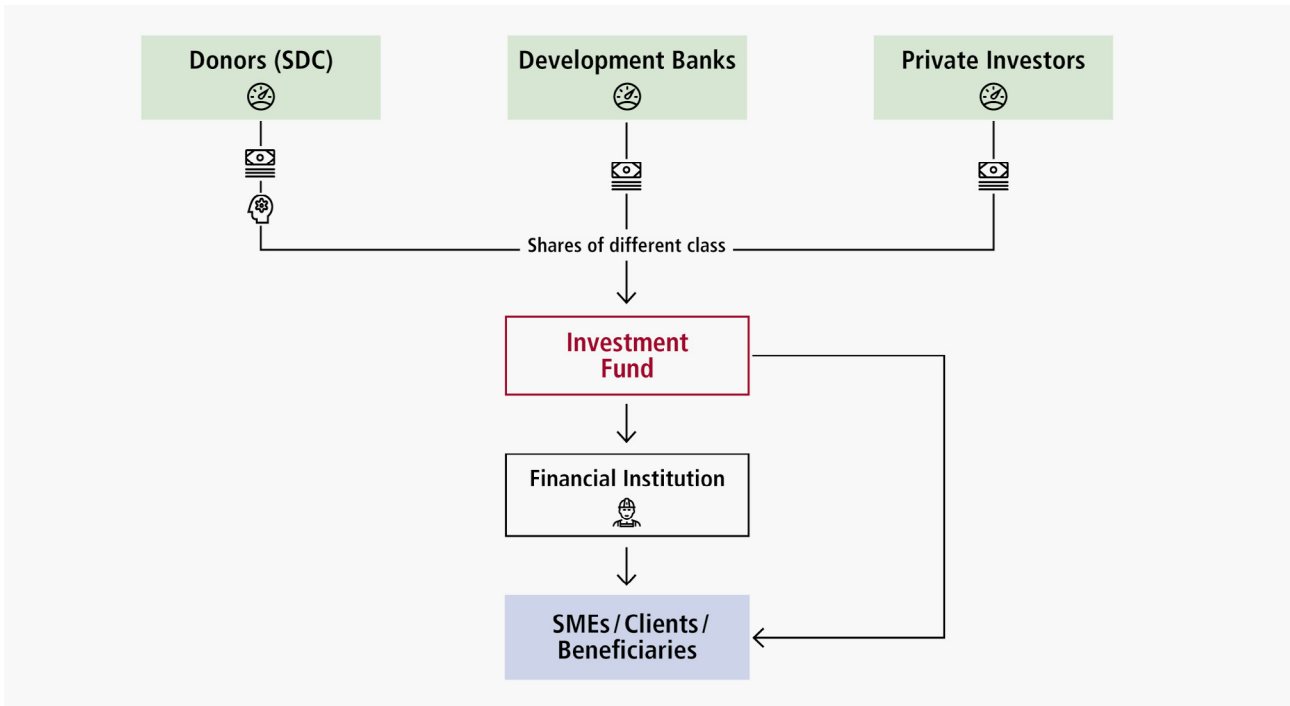 Donors (SDC)
Development Banks
Private Investors
Shares of different class
Investment
Fund
Financial Institution
SMEs / Clients /
Beneficiaries